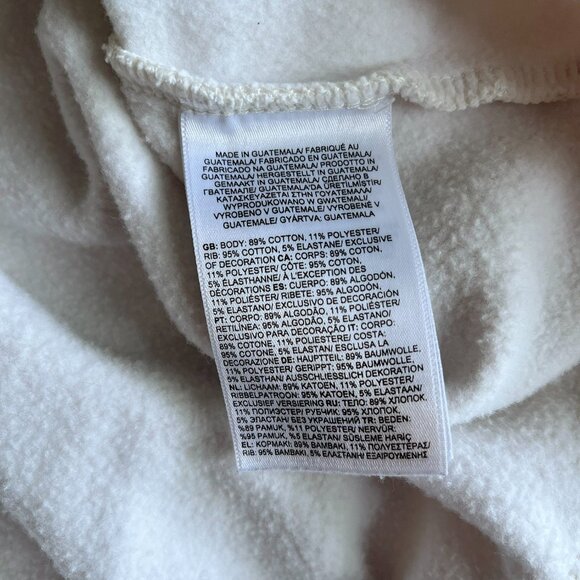 MADE IN GUATEMALA/ FABRIQUÉ AU
GUATEMALA/ FABRICADO EN GUATEMALA/
FABRICADO NA GUATEMALA/ PRODOTTO IN
GUATEMALA/ HERGESTELLT IN GUATEMALA/
GEMAAKT IN GUATEMALA/ СДЕЛАНО В
ГВАТЕМАЛЕ/ GUATEMALA'DA ÜRETİLMİSTİR/
ΚΑΤΑΣΚΕΥΑΖΕΤΑΙ ΣΤΗΝ ΓΟΥΑΤΕΜΑΛΑ/
WYPRODUKOWANO W GWATEMALI/
VYROBENO V GUATEMALE/ VYROBENÉ V
GUATEMALE/ GYÁRTVA: GUATEMALA
GB: BODY: 89% COTTON, 11% POLYESTER/
RIB: 95% COTTON, 5% ELASTANE/ EXCLUSIVE
OF DECORATION CA: CORPS: 89% COTON,
11% POLYESTER/ CÔTE: 95% COTON,
5% ÉLASTHANNE/ À L'EXCEPTION DES
DÉCORATIONS ES: CUERPO: 89% ALGODÓN,
11% POLIÉSTER/ RIBETE: 95% ALGODÓN,
5% ELASTANO/ EXCLUSIVO DE DECORACIÓN
PT: CORPO: 89% ALGODÃO, 11% POLIÉSTER/
RETILÍNEA: 95% ALGODÃO, 5% ELASTANO/
EXCLUSIVO PARA DECORAÇÃO IT: CORPO:
89% COTONE, 11% POLIESTERE/ COSTA:
95% COTONE, 5% ELASTAN/ ESCLUSA LA
DECORAZIONE DE: HAUPTTEIL: 89% BAUMWOLLE,
11% POLYESTER/ GERIPPT: 95% BAUMWOLLE,
5% ELASTHAN/ AUSSCHLIESSLICH DEKORATION
NL: LICHAAM: 89% KATOEN, 11% POLYESTER/
RIBBELPATROON: 95% KATOEN, 5% ELASTAAN/
EXCLUSIEF VERSIERING RU: ТЕЛО: 89% ХЛОПОК,
11% ПОЛИЭСТЕР/ РУБЧИК: 95% ХЛОПОК,
5% ЭЛАСТАН/ БЕЗ УКРАШЕНИЙ TR: BEDEN:
%89 PAMUK, %11 POLYESTER/ NERVÜR:
%95 PAMUK, %5 ELASTAN/ SÜSLEME HARİÇ
EL: ΚΟΡΜΑΚΙ: 89% ΒΑΜΒΑΚΙ, 11% ΠΟΛΥΕΣΤΕΡΑΣ/
RIB: 95% ΒΑΜΒΑΚΙ, 5% ΕΛΑΣΤΑΝΗ/ ΕΞΑΙΡΟΥΜΕΝΗΣ